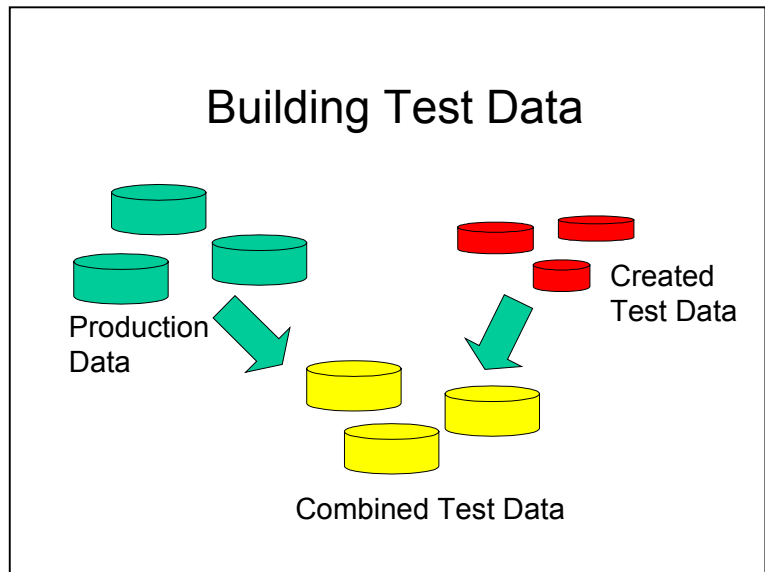 Building Test Data
Created
Test Data
Production
Data
Combined Test Data